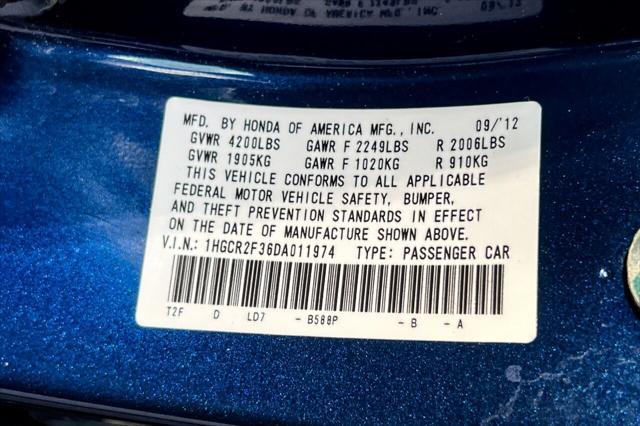 MFD. BY HONDA OF AMERICA MFG., INC. 09/'12
GVWR 4200LBS GAWR F 2249LBS R 2006LBS
GVWR 1905KG GAWR F 1020KG R 910KG
THIS VEHICLE CONFORMS TO ALL APPLICABLE
FEDERAL MOTOR VEHICLE SAFETY, BUMPER,
AND THEFT PREVENTION STANDARDS IN EFFECT
ON THE DATE OF MANUFACTURE SHOWN ABOVE.
V.I.N.: 1HGCR2F36DA011974 TYPE: PASSENGER CAR
T2F D LD7 - B588P - B - A